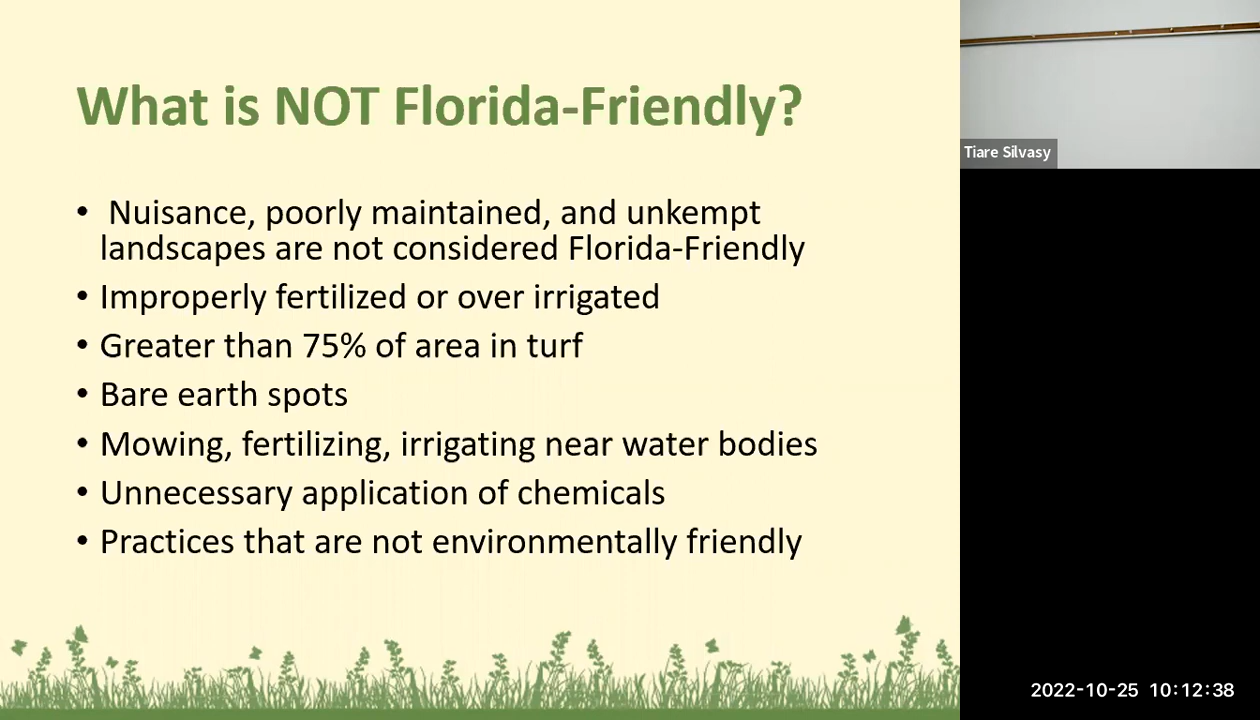 What is NOT Florida-Friendly?
• Nuisance, poorly maintained, and unkempt
landscapes are not considered Florida-Friendly
• Improperly fertilized or over irrigated
• Greater than 75% of area in turf
• Bare earth spots
• Mowing, fertilizing, irrigating near water bodies
• Unnecessary application of chemicals
• Practices that are not environmentally friendly
Tiare Silvasy
2022-10-25 10:12:38